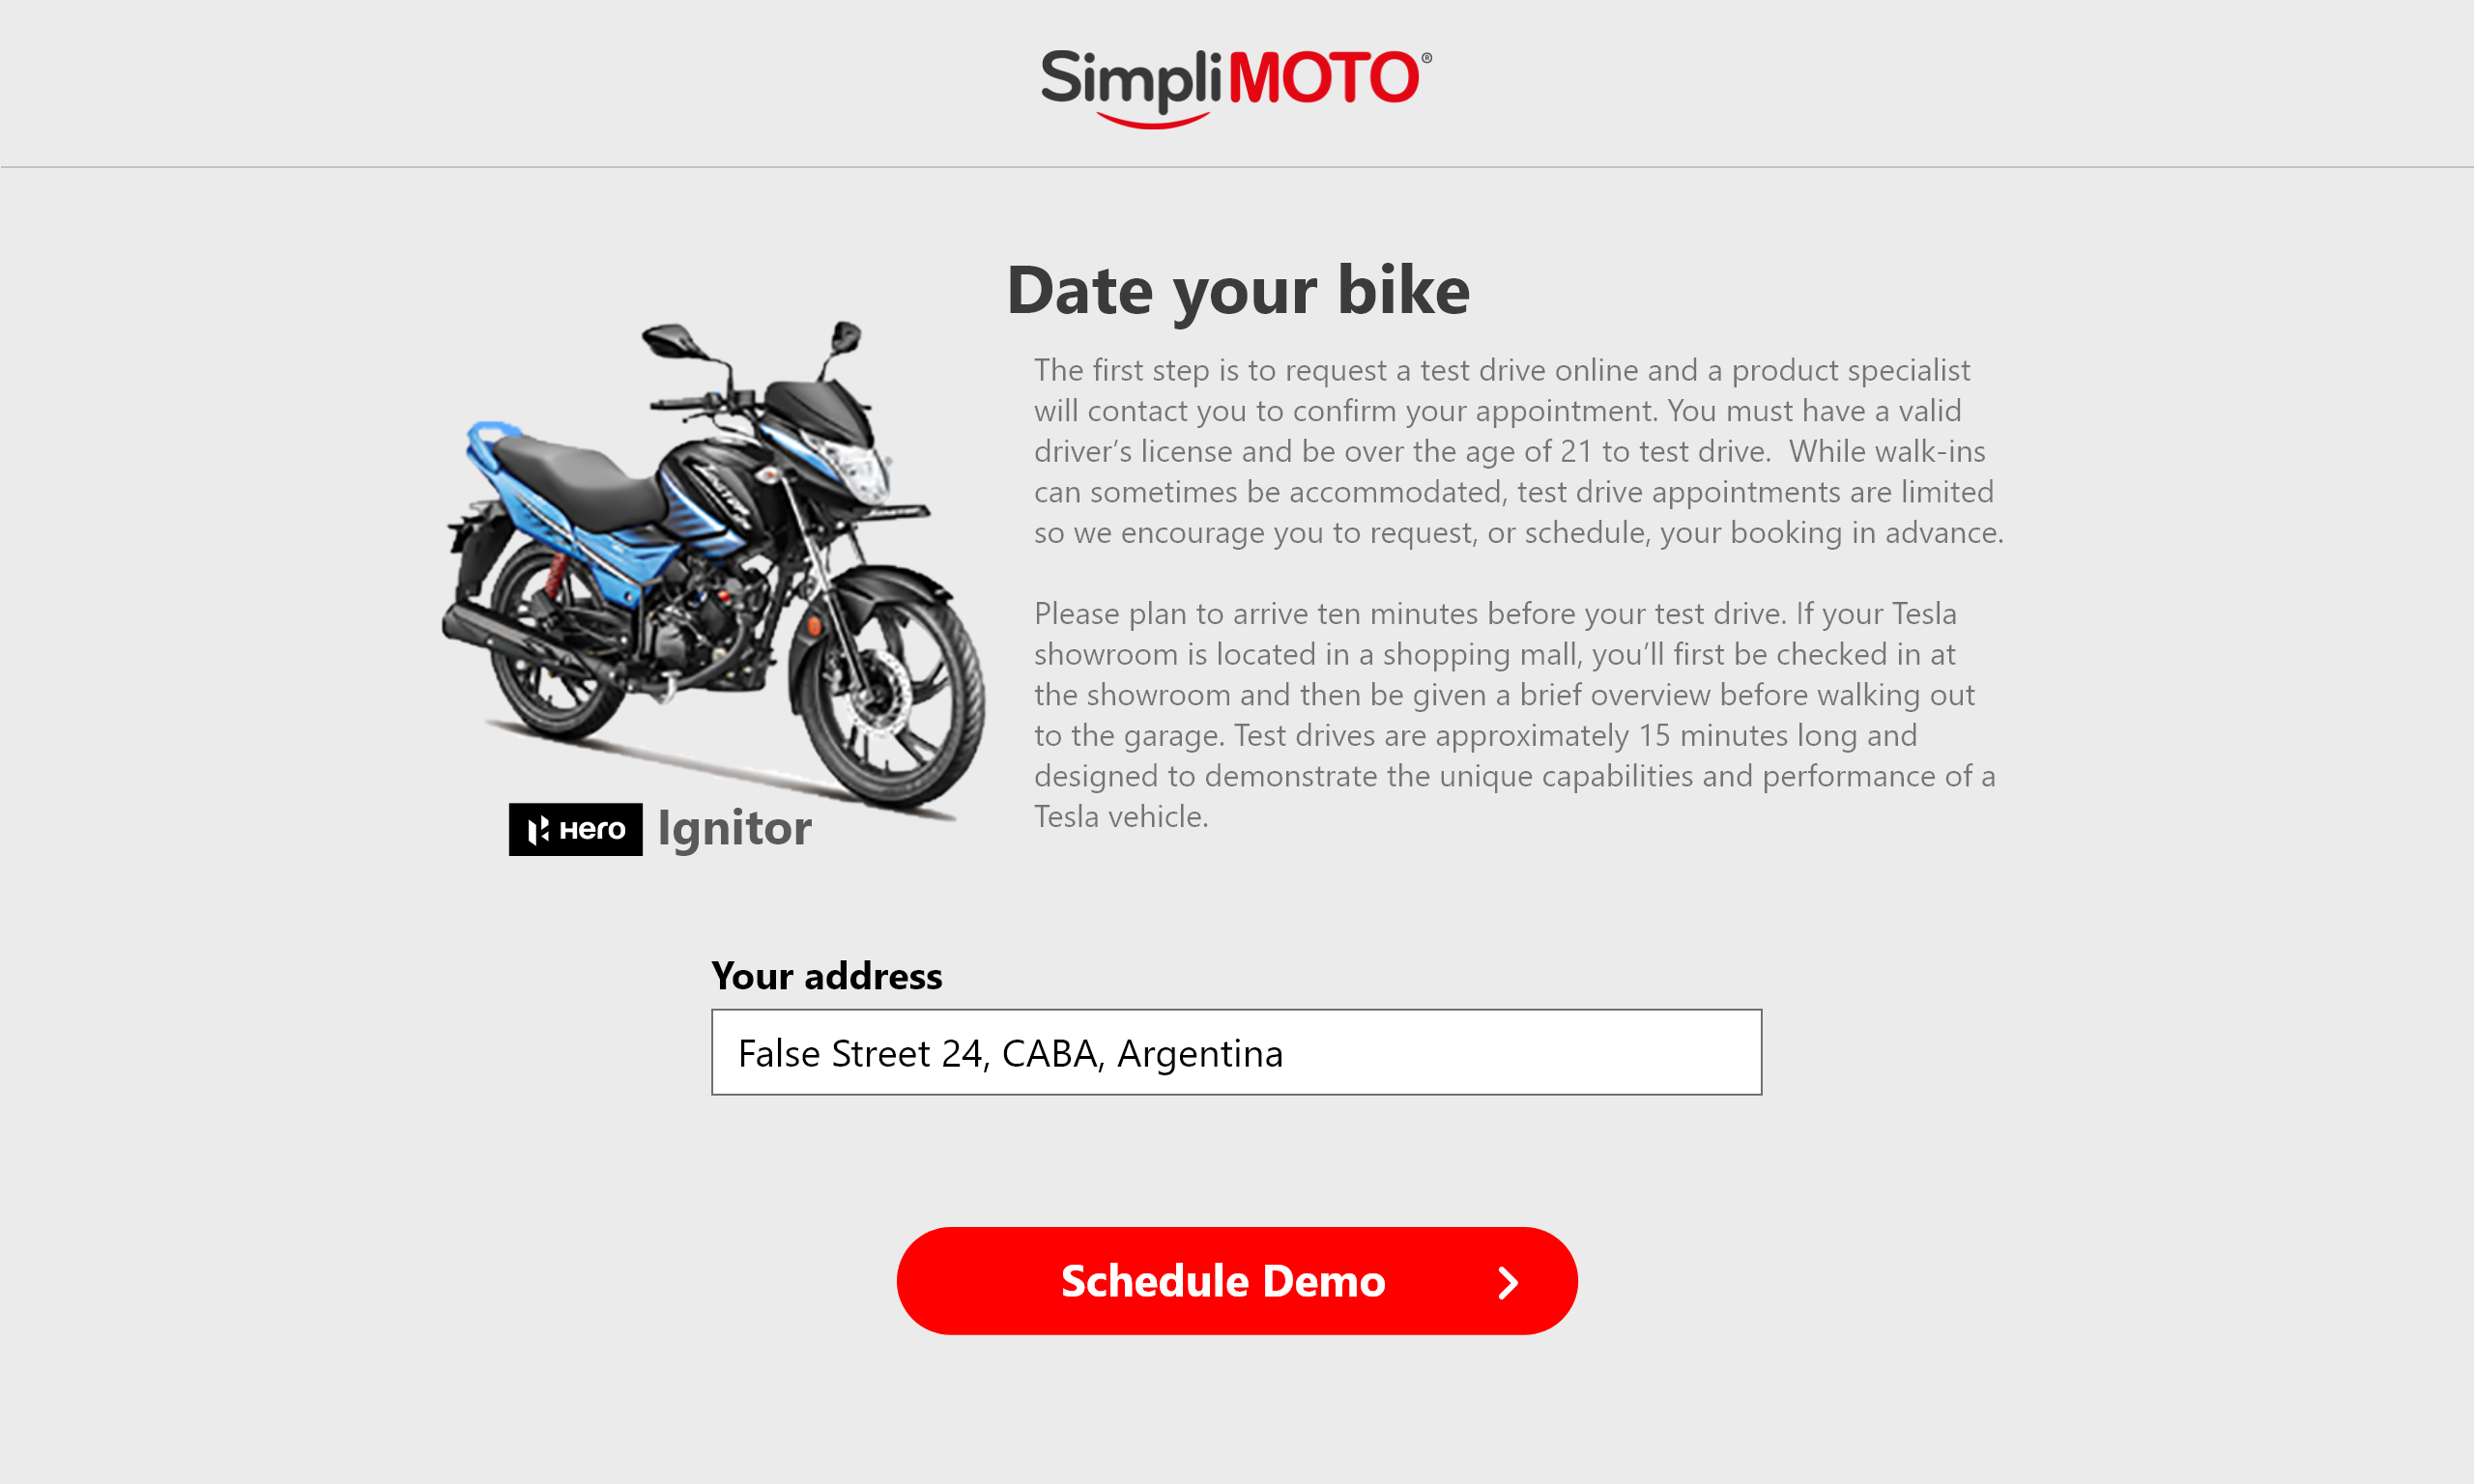 SimpliMOTO®
Date your bike
The first step is to request a test drive online and a product specialist
will contact you to confirm your appointment. You must have a valid
driver’s license and be over the age of 21 to test drive.  While walk-ins
can sometimes be accommodated, test drive appointments are limited
so we encourage you to request, or schedule, your booking in advance.
Please plan to arrive ten minutes before your test drive. If your Tesla
showroom is located in a shopping mall, you’ll first be checked in at
the showroom and then be given a brief overview before walking out
to the garage. Test drives are approximately 15 minutes long and
designed to demonstrate the unique capabilities and performance of a
Tesla vehicle.
Hero Ignitor
Your address
False Street 24, CABA, Argentina
Schedule Demo